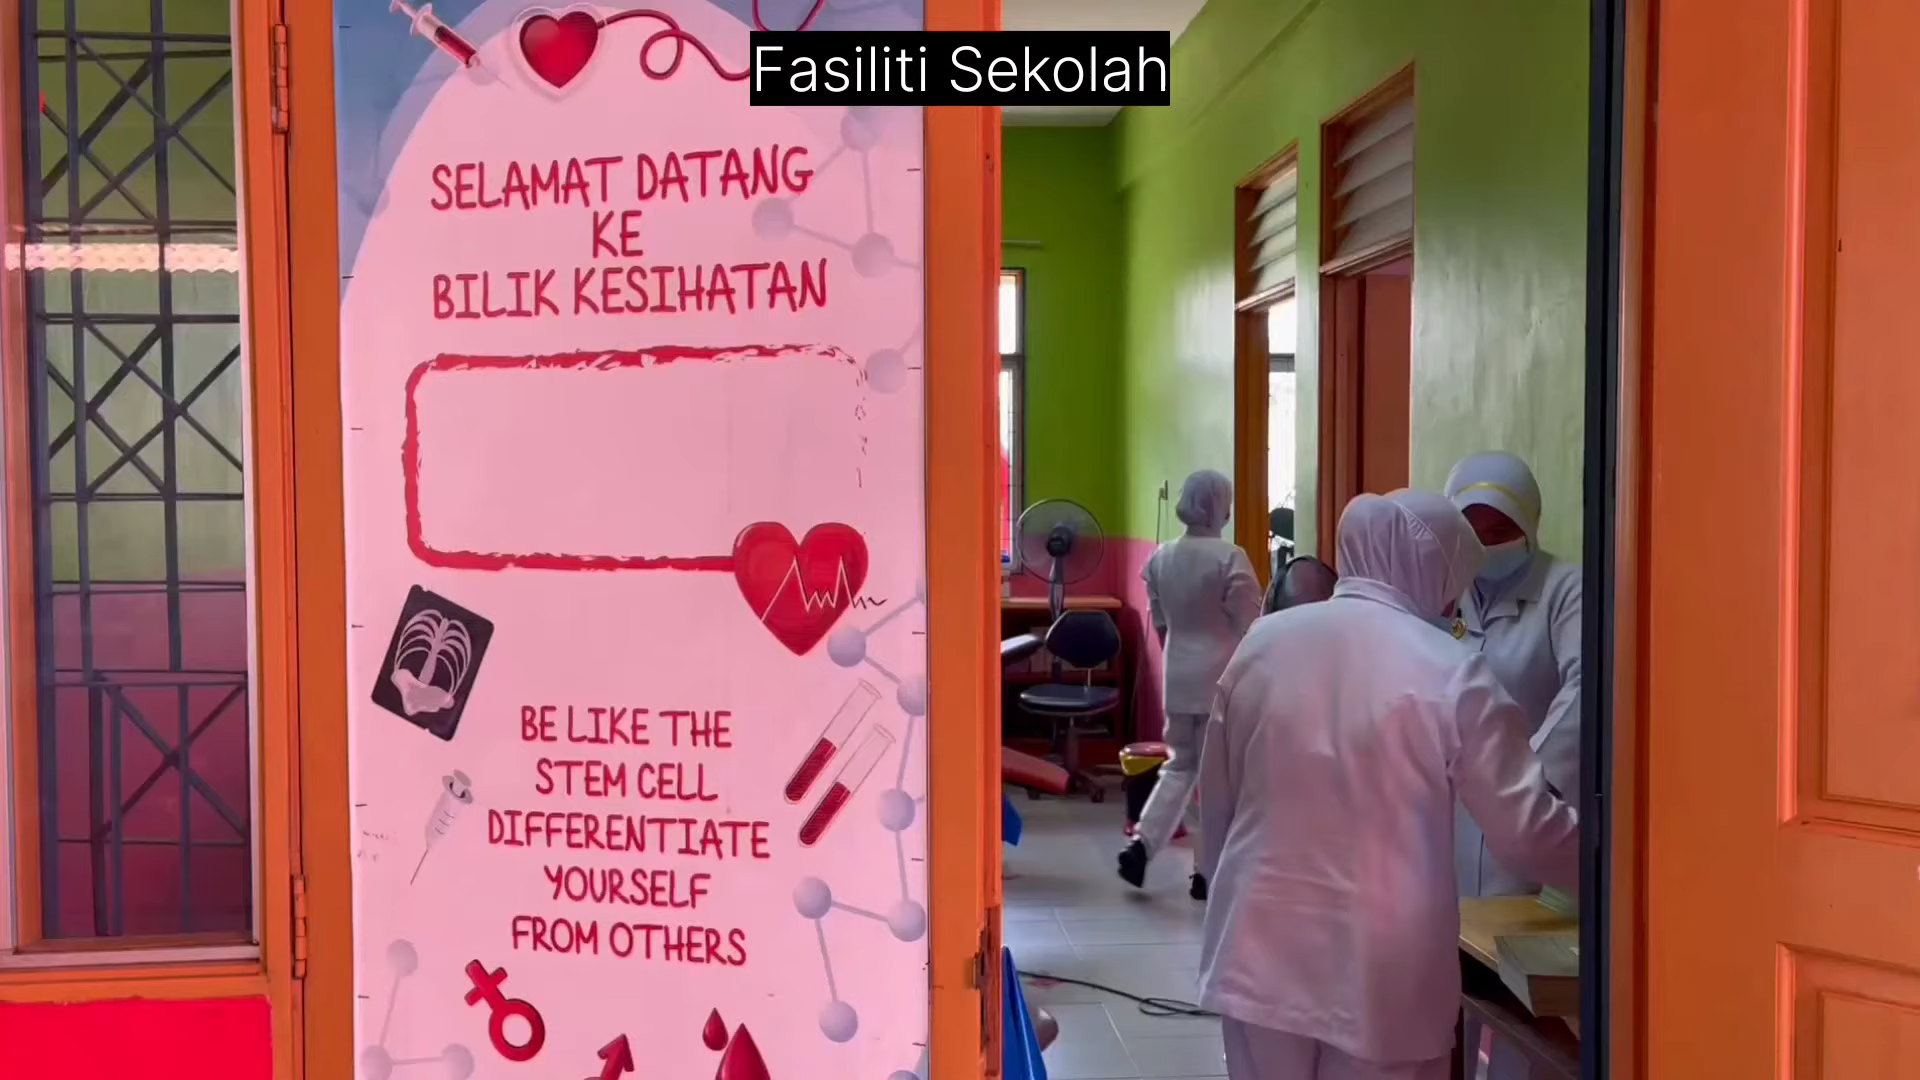 Fasiliti Sekolah
SELAMAT DATANG
KE
BILIK KESIHATAN
BE LIKE THE
STEM CELL
DIFFERENTIATE
YOURSELF
FROM OTHERS